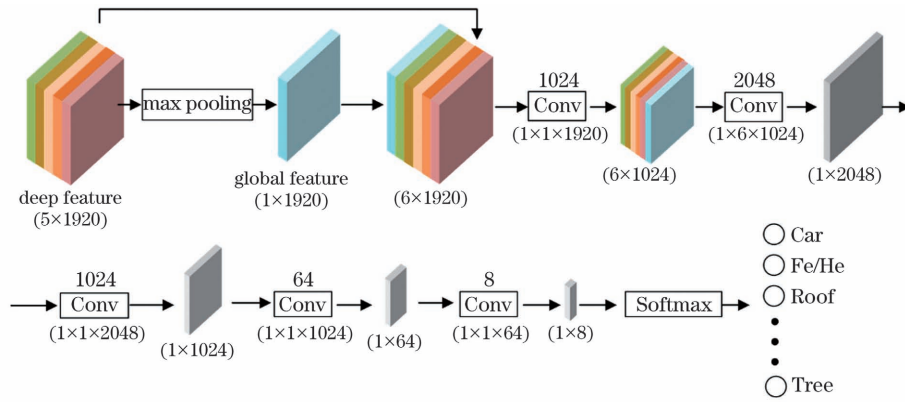 max pooling
deep feature
(5×1920)
global feature
(1×1920)
(6×1920)
1024
Conv
(1×1×1920)
(6×1024)
2048
Conv
(1×6×1024)
(1×2048)
1024
Conv
(1×1×2048)
(1×1024)
64
Conv
(1×1×1024)
(1×64)
8
Conv
(1×1×64)
(1×8)
Softmax
Car
Fe/He
Roof
Tree